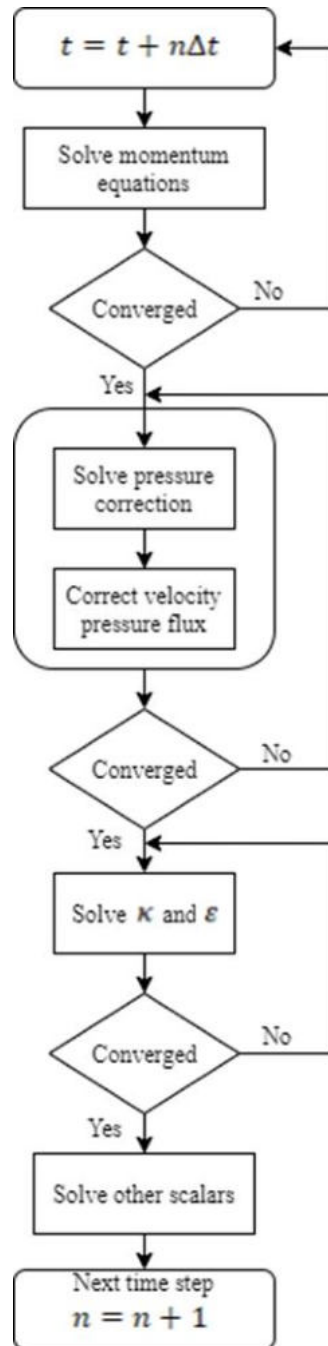 t = t + nΔt
Solve momentum
equations
Converged
No
Yes
Solve pressure
correction
Correct velocity
pressure flux
Converged
No
Yes
Solve κ and ε
Converged
No
Yes
Solve other scalars
Next time step
n = n + 1